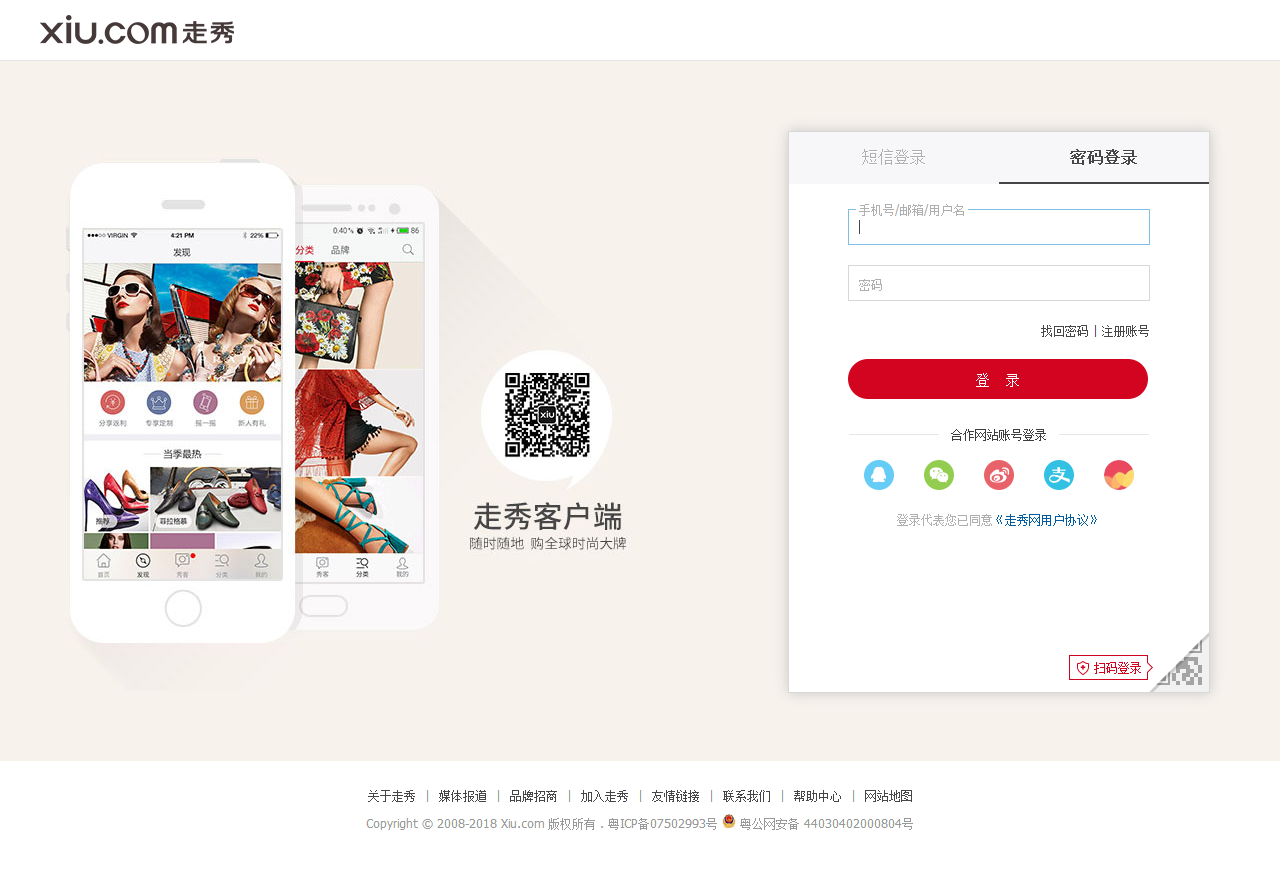 xiu.com 走秀
短信登录 密码登录
手机号/邮箱/用户名
密码
找回密码 | 注册账号
登 录
合作网站账号登录
登录代表您已同意《走秀网用户协议》
扫码登录
VIRGIN 4:21 PM 22%
发现
分享返利 专享定制 摇一摇 新人有礼
当季最热
推荐 菲拉格慕
首页 发现 秀客 分类 我的
0.40% 4G 86
分类 品牌
秀客 分类 我的
xiu
走秀客户端
随时随地 购全球时尚大牌
关于走秀 | 媒体报道 | 品牌招商 | 加入走秀 | 友情链接 | 联系我们 | 帮助中心 | 网站地图
Copyright © 2008-2018 Xiu.com 版权所有 . 粤ICP备07502993号 粤公网安备 44030402000804号